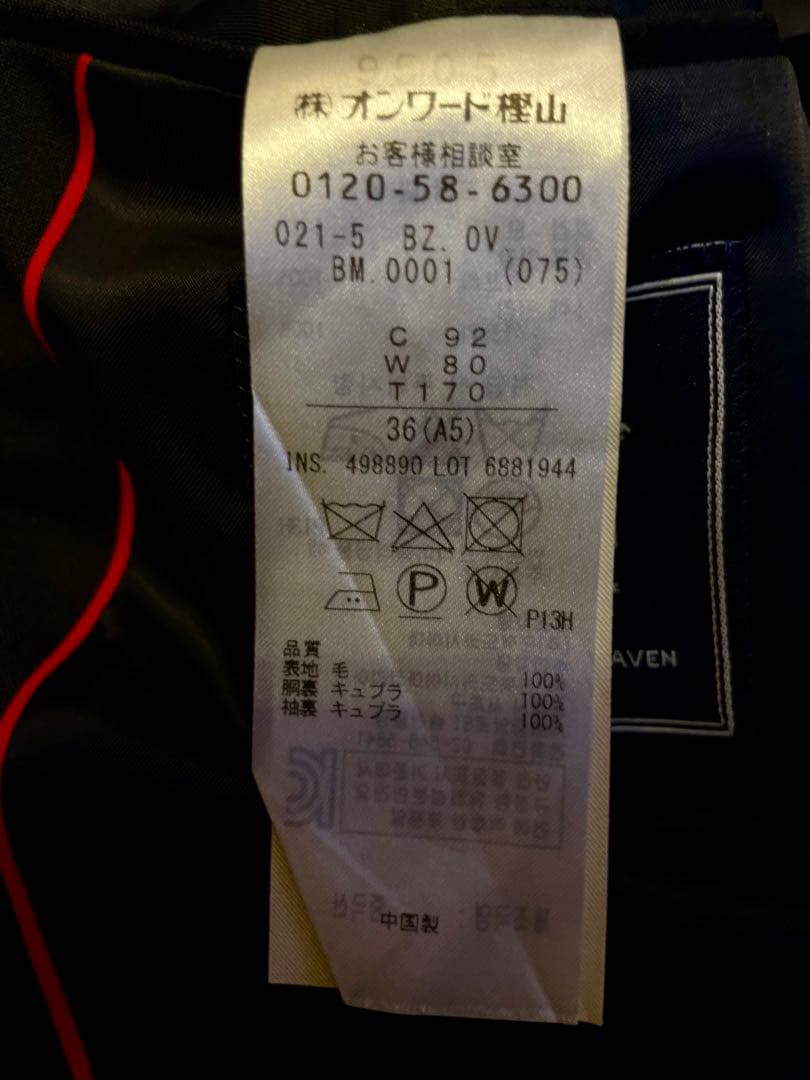 9505
(株)オンワード樫山
お客様相談室
0120-58-6300
021-5 BZ. OV.
BM.0001 (075)
C 92
W 80
T170
36(A5)
INS. 498890 LOT 6881944
P
W
P13H
品質
表地 毛 100%
胴裏 キュプラ 100%
袖裏 キュプラ 100%
中国製
AVEN